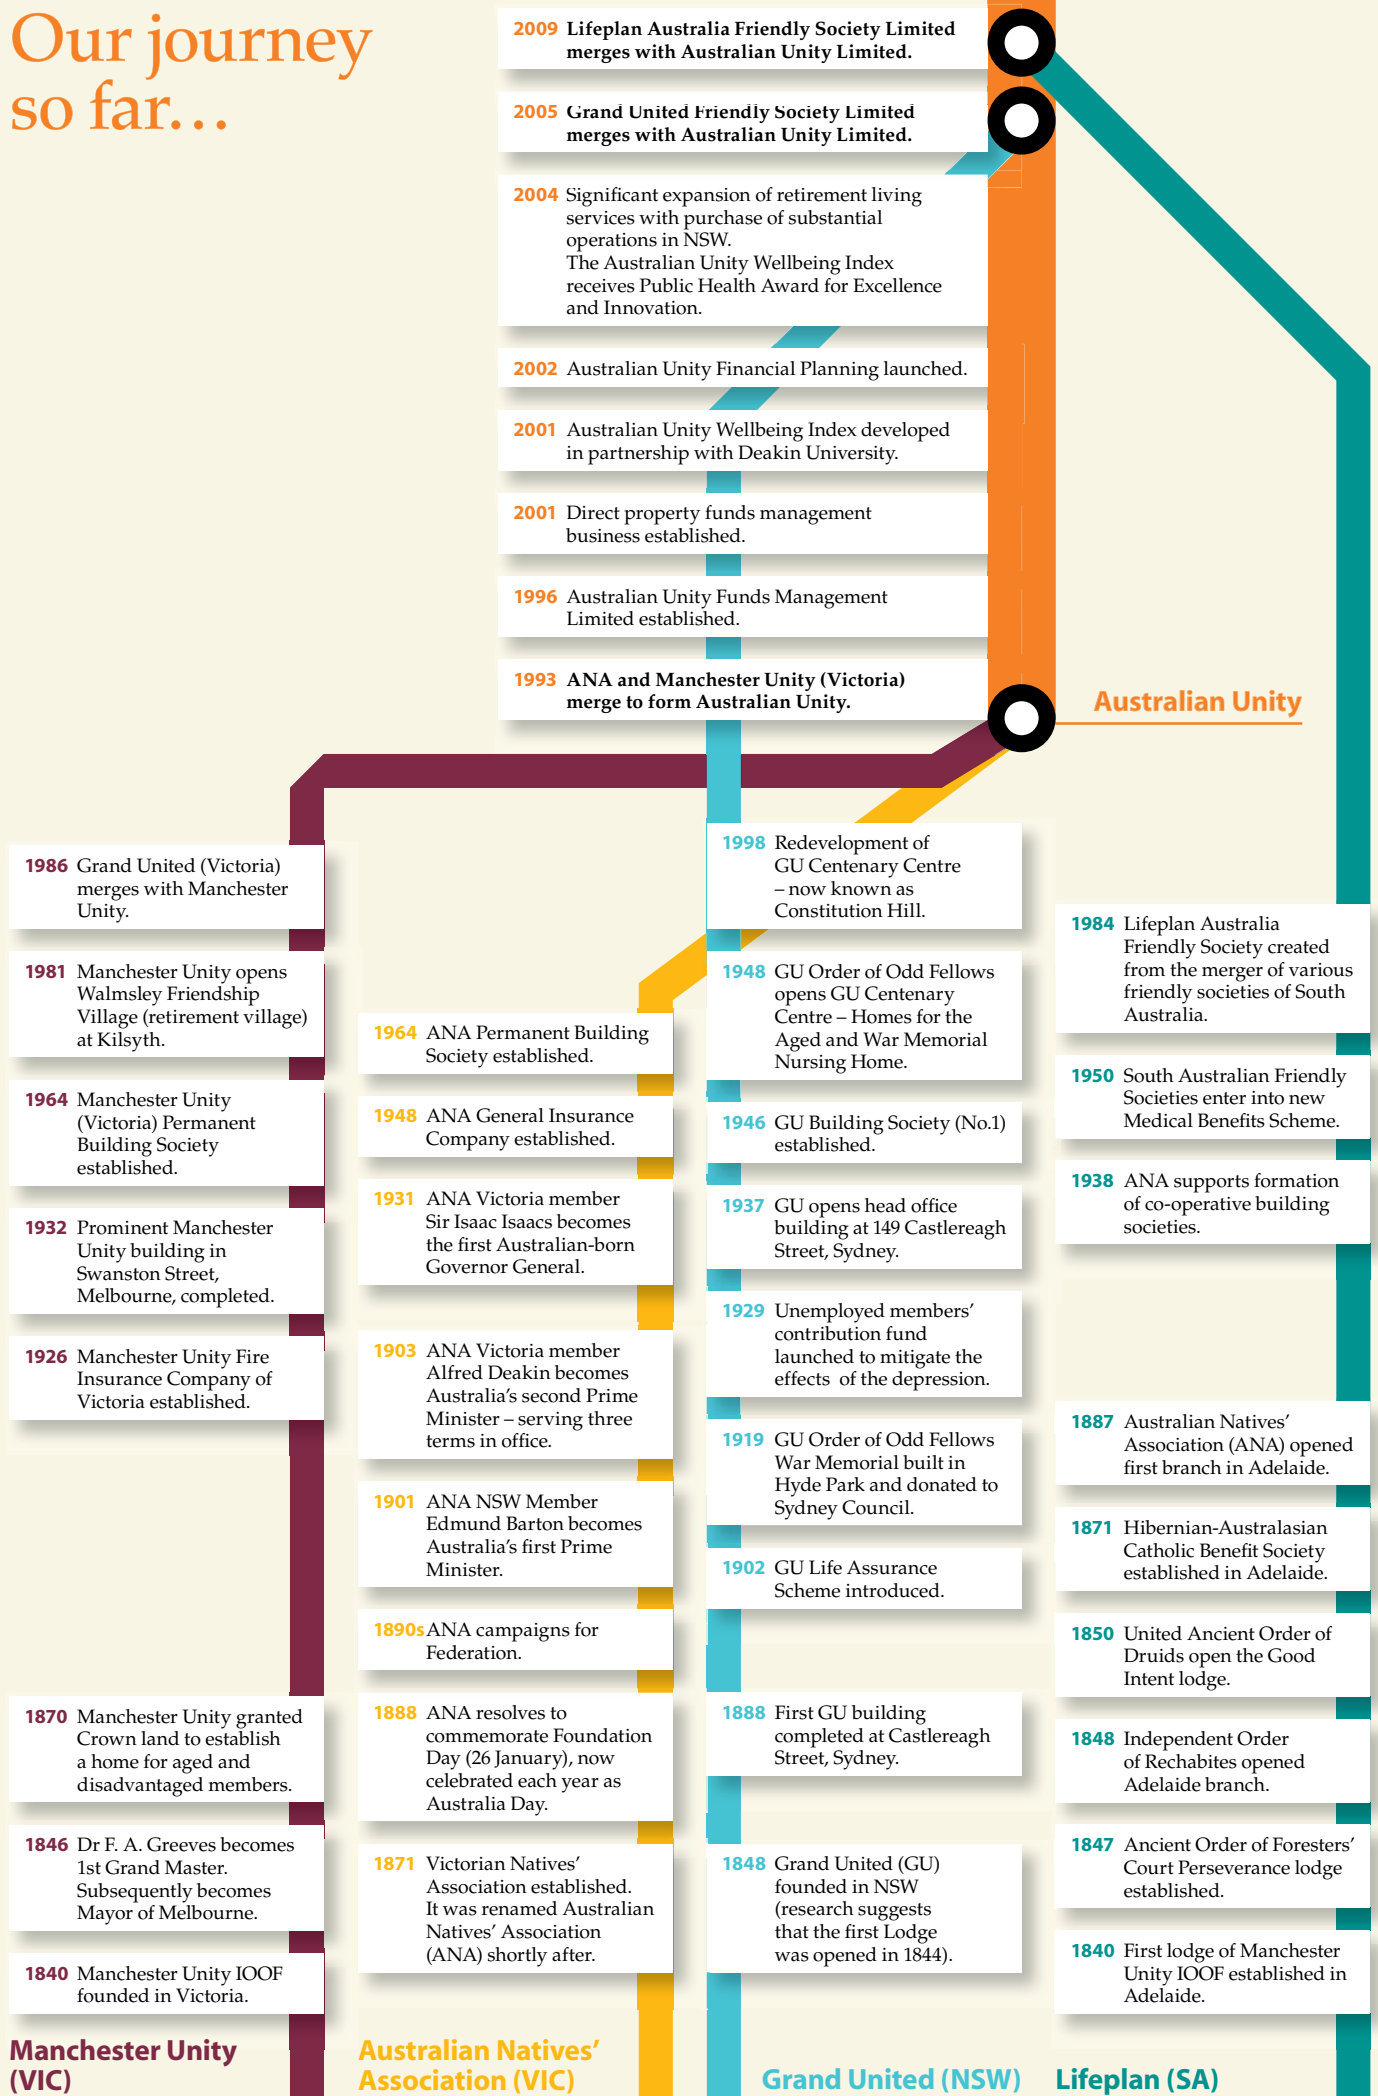 Our journey
so far…
2009 Lifeplan Australia Friendly Society Limited
merges with Australian Unity Limited.
2005 Grand United Friendly Society Limited
merges with Australian Unity Limited.
2004 Significant expansion of retirement living
services with purchase of substantial
operations in NSW.
The Australian Unity Wellbeing Index
receives Public Health Award for Excellence
and Innovation.
2002 Australian Unity Financial Planning launched.
2001 Australian Unity Wellbeing Index developed
in partnership with Deakin University.
2001 Direct property funds management
business established.
1996 Australian Unity Funds Management
Limited established.
1993 ANA and Manchester Unity (Victoria)
merge to form Australian Unity.
Australian Unity
1986 Grand United (Victoria)
merges with Manchester
Unity.
1981 Manchester Unity opens
Walmsley Friendship
Village (retirement village)
at Kilsyth.
1964 Manchester Unity
(Victoria) Permanent
Building Society
established.
1932 Prominent Manchester
Unity building in
Swanston Street,
Melbourne, completed.
1926 Manchester Unity Fire
Insurance Company of
Victoria established.
1870 Manchester Unity granted
Crown land to establish
a home for aged and
disadvantaged members.
1846 Dr F. A. Greeves becomes
1st Grand Master.
Subsequently becomes
Mayor of Melbourne.
1840 Manchester Unity IOOF
founded in Victoria.
Manchester Unity
(VIC)
1964 ANA Permanent Building
Society established.
1948 ANA General Insurance
Company established.
1931 ANA Victoria member
Sir Isaac Isaacs becomes
the first Australian-born
Governor General.
1903 ANA Victoria member
Alfred Deakin becomes
Australia’s second Prime
Minister – serving three
terms in office.
1901 ANA NSW Member
Edmund Barton becomes
Australia’s first Prime
Minister.
1890s ANA campaigns for
Federation.
1888 ANA resolves to
commemorate Foundation
Day (26 January), now
celebrated each year as
Australia Day.
1871 Victorian Natives’
Association established.
It was renamed Australian
Natives’ Association
(ANA) shortly after.
Australian Natives’
Association (VIC)
1998 Redevelopment of
GU Centenary Centre
– now known as
Constitution Hill.
1948 GU Order of Odd Fellows
opens GU Centenary
Centre – Homes for the
Aged and War Memorial
Nursing Home.
1946 GU Building Society (No.1)
established.
1937 GU opens head office
building at 149 Castlereagh
Street, Sydney.
1929 Unemployed members’
contribution fund
launched to mitigate the
effects of the depression.
1919 GU Order of Odd Fellows
War Memorial built in
Hyde Park and donated to
Sydney Council.
1902 GU Life Assurance
Scheme introduced.
1888 First GU building
completed at Castlereagh
Street, Sydney.
1848 Grand United (GU)
founded in NSW
(research suggests
that the first Lodge
was opened in 1844).
Grand United (NSW)
1984 Lifeplan Australia
Friendly Society created
from the merger of various
friendly societies of South
Australia.
1950 South Australian Friendly
Societies enter into new
Medical Benefits Scheme.
1938 ANA supports formation
of co-operative building
societies.
1887 Australian Natives’
Association (ANA) opened
first branch in Adelaide.
1871 Hibernian-Australasian
Catholic Benefit Society
established in Adelaide.
1850 United Ancient Order of
Druids open the Good
Intent lodge.
1848 Independent Order
of Rechabites opened
Adelaide branch.
1847 Ancient Order of Foresters’
Court Perseverance lodge
established.
1840 First lodge of Manchester
Unity IOOF established in
Adelaide.
Lifeplan (SA)